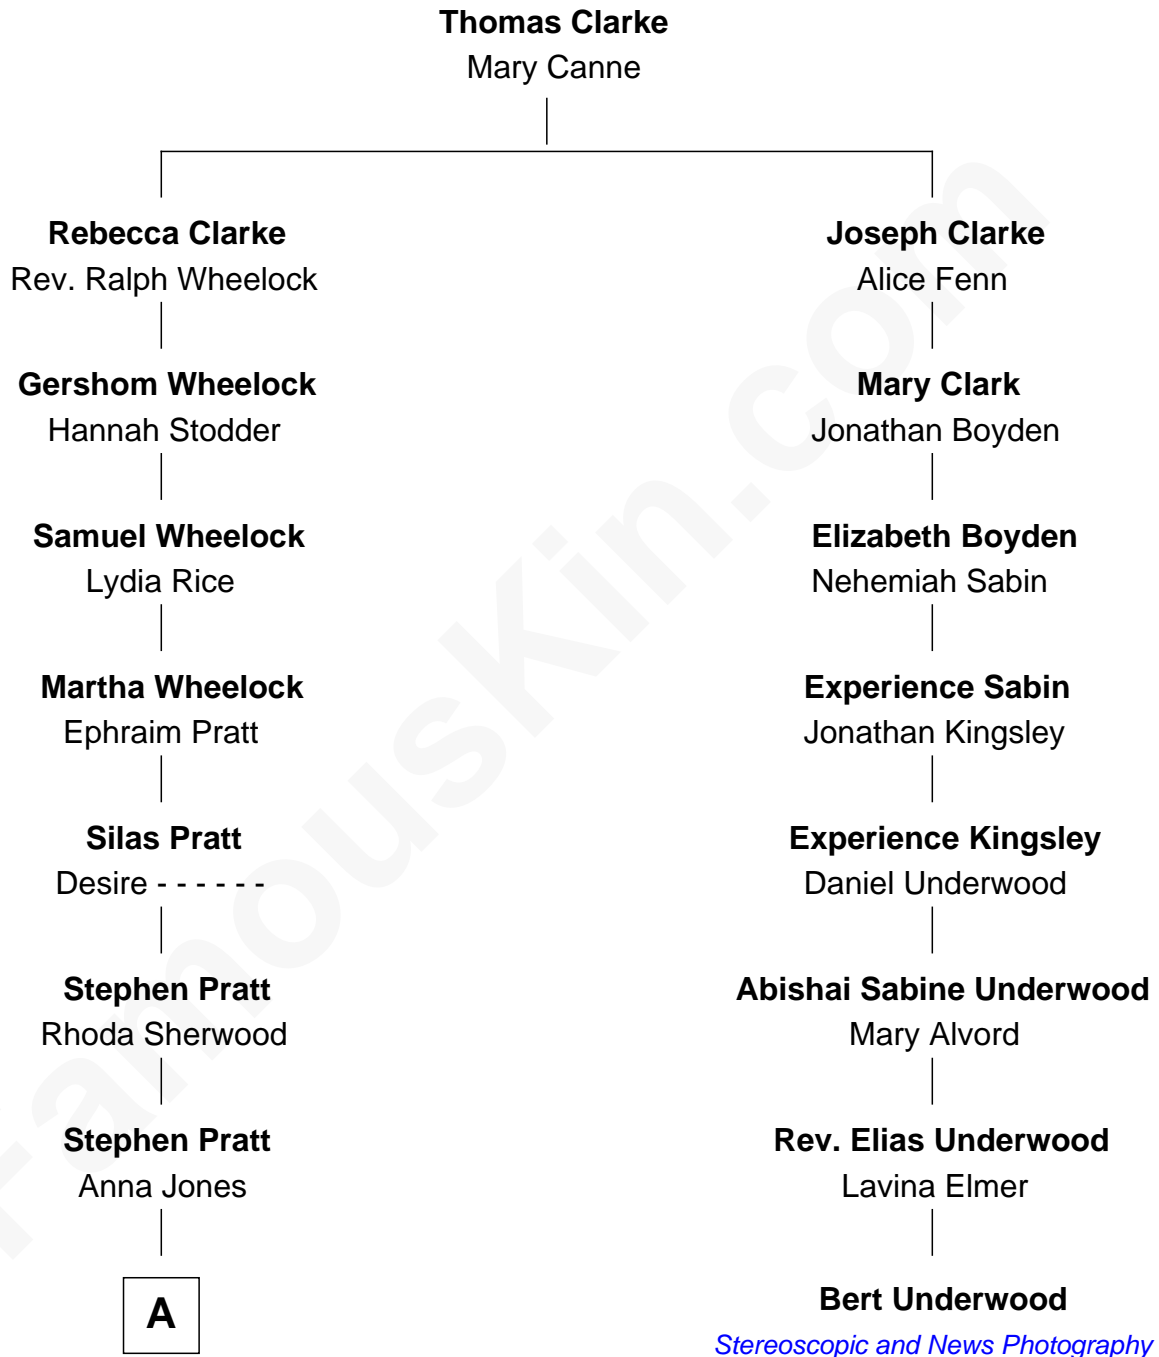 Thomas Clarke
Mary Canne
Rebecca Clarke
Rev. Ralph Wheelock
Gershom Wheelock
Hannah Stodder
Samuel Wheelock
Lydia Rice
Martha Wheelock
Ephraim Pratt
Silas Pratt
Desire - - - - - -
Stephen Pratt
Rhoda Sherwood
Stephen Pratt
Anna Jones
A
Joseph Clarke
Alice Fenn
Mary Clark
Jonathan Boyden
Elizabeth Boyden
Nehemiah Sabin
Experience Sabin
Jonathan Kingsley
Experience Kingsley
Daniel Underwood
Abishai Sabine Underwood
Mary Alvord
Rev. Elias Underwood
Lavina Elmer
Bert Underwood
Stereoscopic and News Photography
FamousKin.com